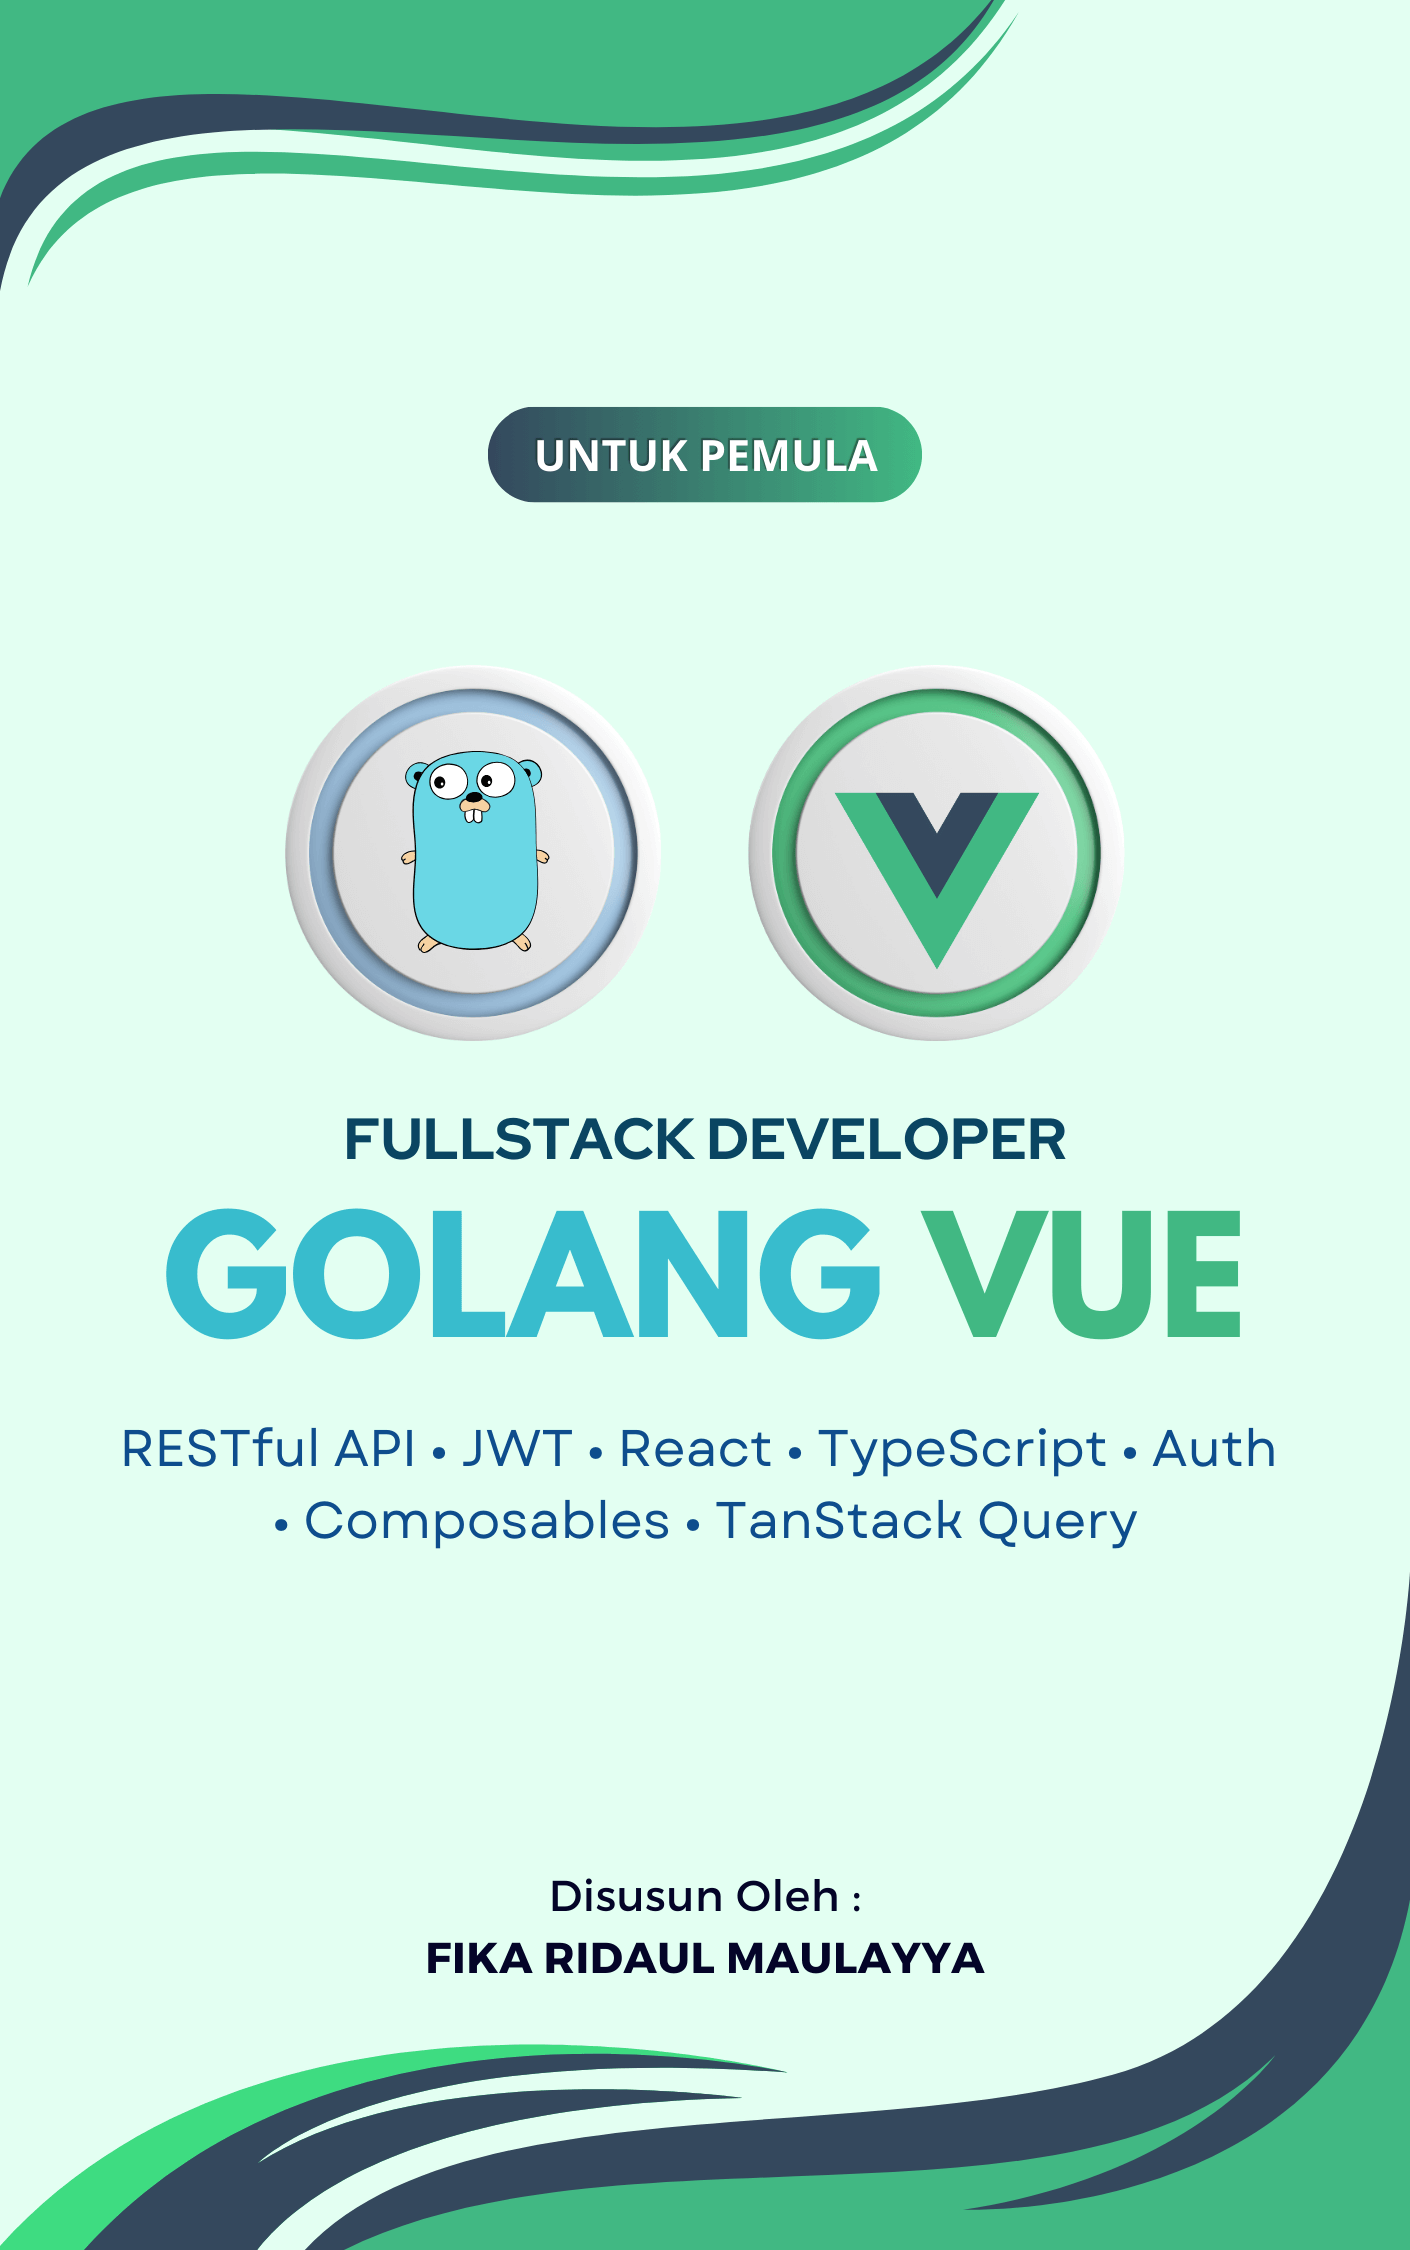 UNTUK PEMULA
FULLSTACK DEVELOPER
GOLANG VUE
RESTful API • JWT • React • TypeScript • Auth
• Composables • TanStack Query
Disusun Oleh :
FIKA RIDAUL MAULAYYA